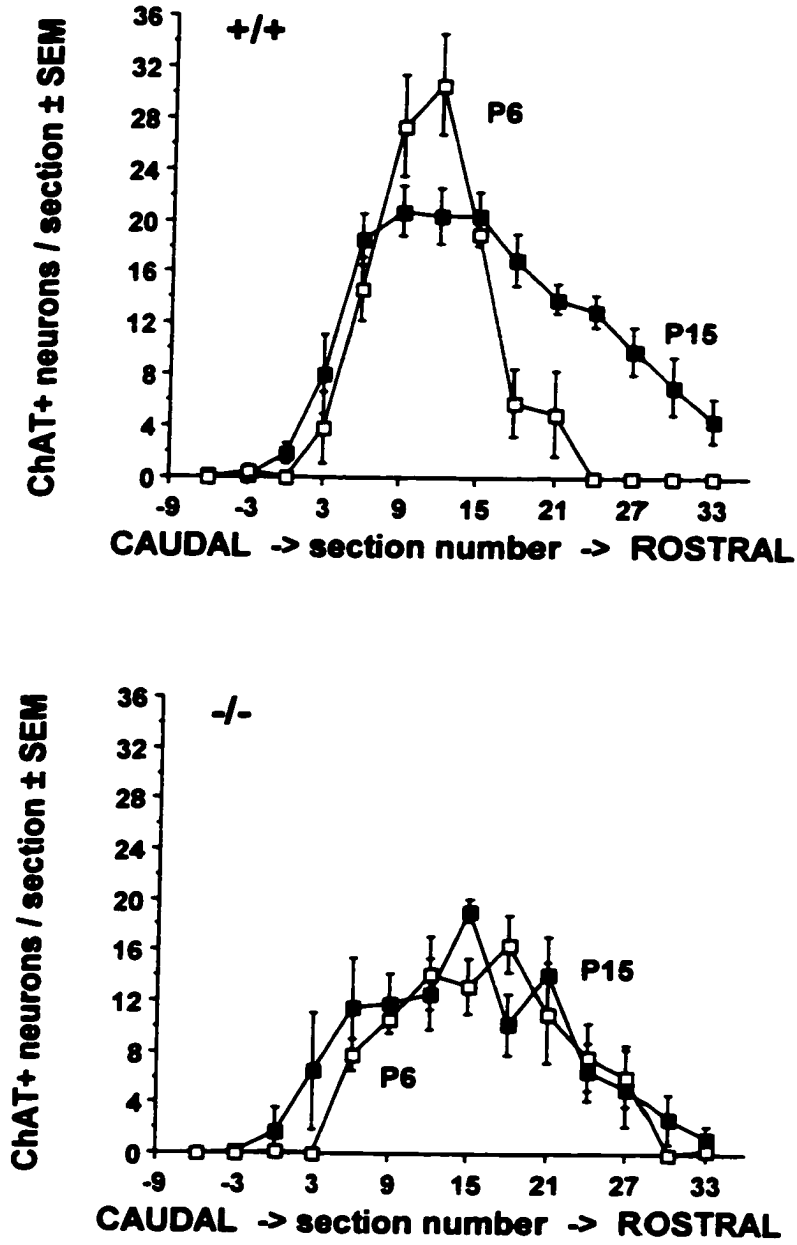 +/+
ChAT+ neurons / section ± SEM
36
32
28
24
20
16
12
8
4
0
P6
P15
-9 -3 3 9 15 21 27 33
CAUDAL -> section number -> ROSTRAL
-/-
ChAT+ neurons / section ± SEM
36
32
28
24
20
16
12
8
4
0
P15
P6
-9 -3 3 9 15 21 27 33
CAUDAL -> section number -> ROSTRAL